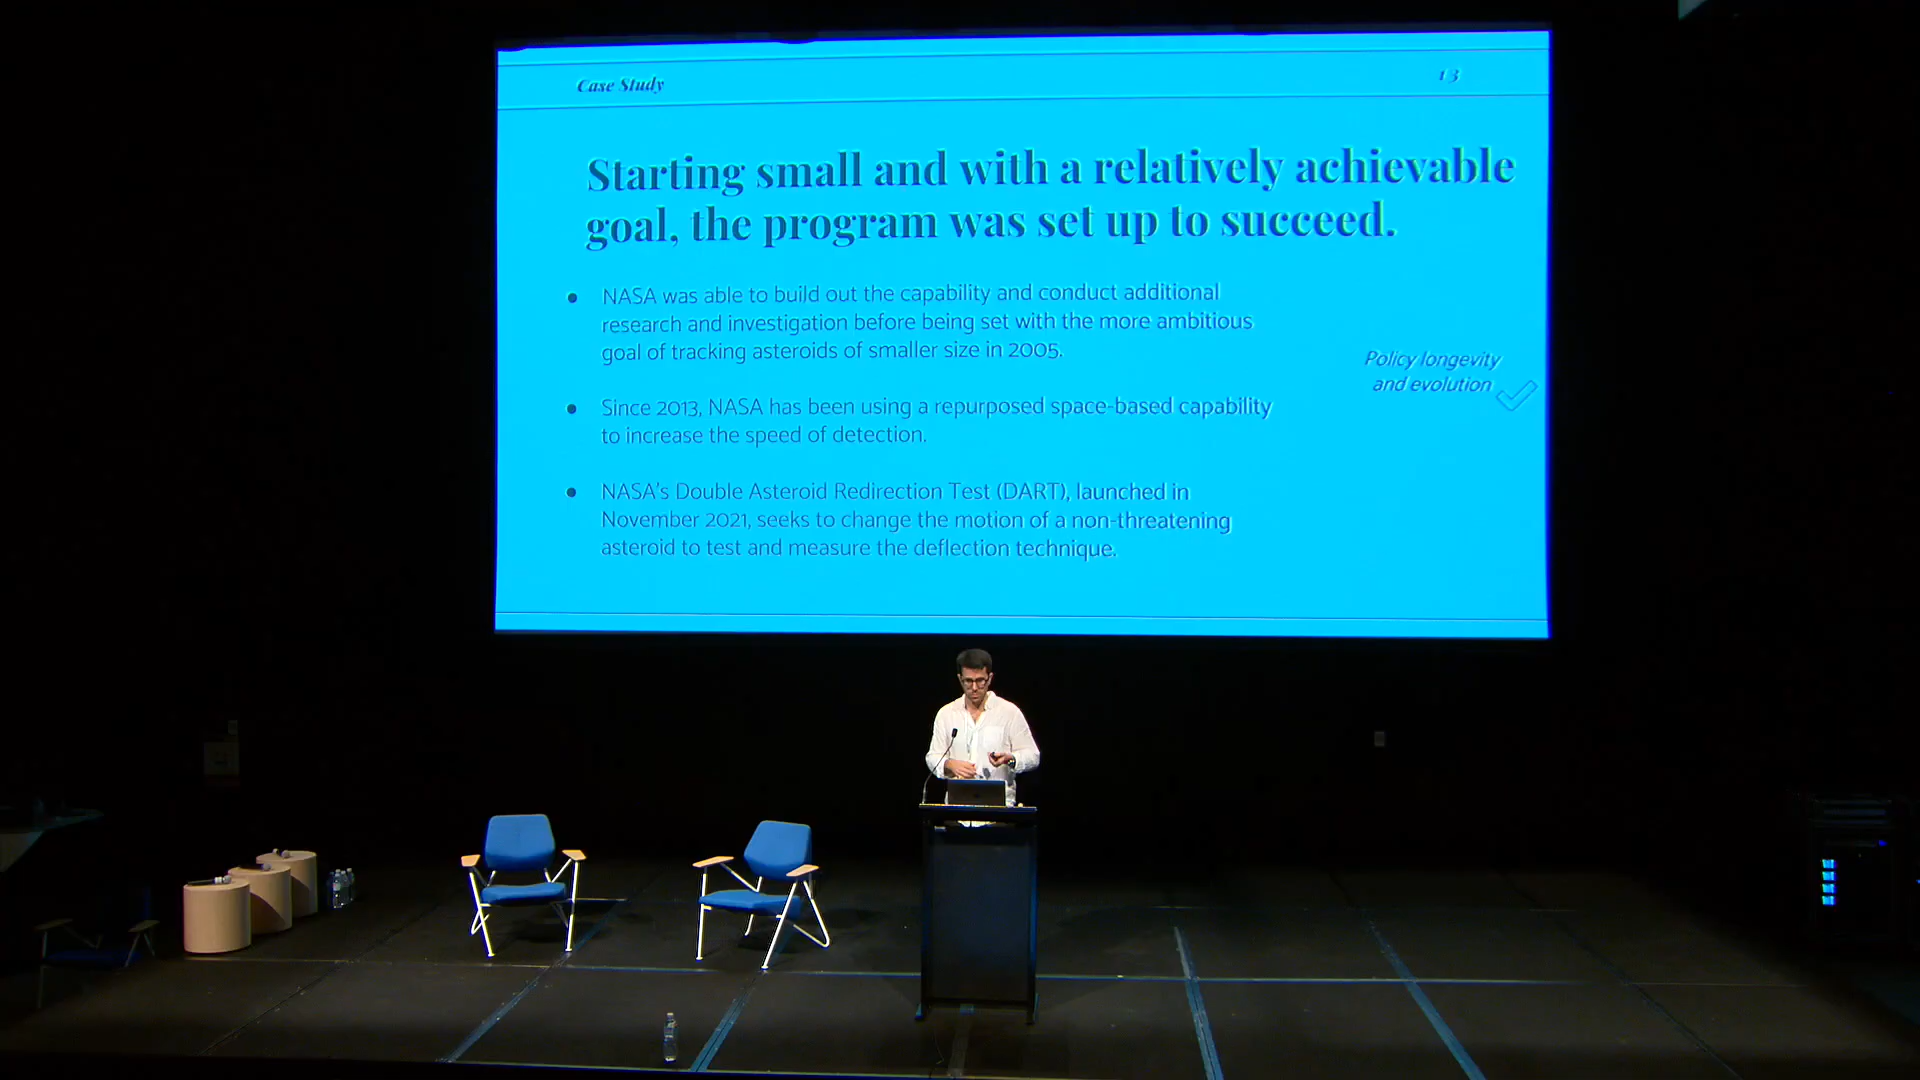 Case Study
13
Starting small and with a relatively achievable
goal, the program was set up to succeed.
• NASA was able to build out the capability and conduct additional
research and investigation before being set with the more ambitious
goal of tracking asteroids of smaller size in 2005.
Policy longevity
and evolution
• Since 2013, NASA has been using a repurposed space-based capability
to increase the speed of detection.
• NASA's Double Asteroid Redirection Test (DART), launched in
November 2021, seeks to change the motion of a non-threatening
asteroid to test and measure the deflection technique.